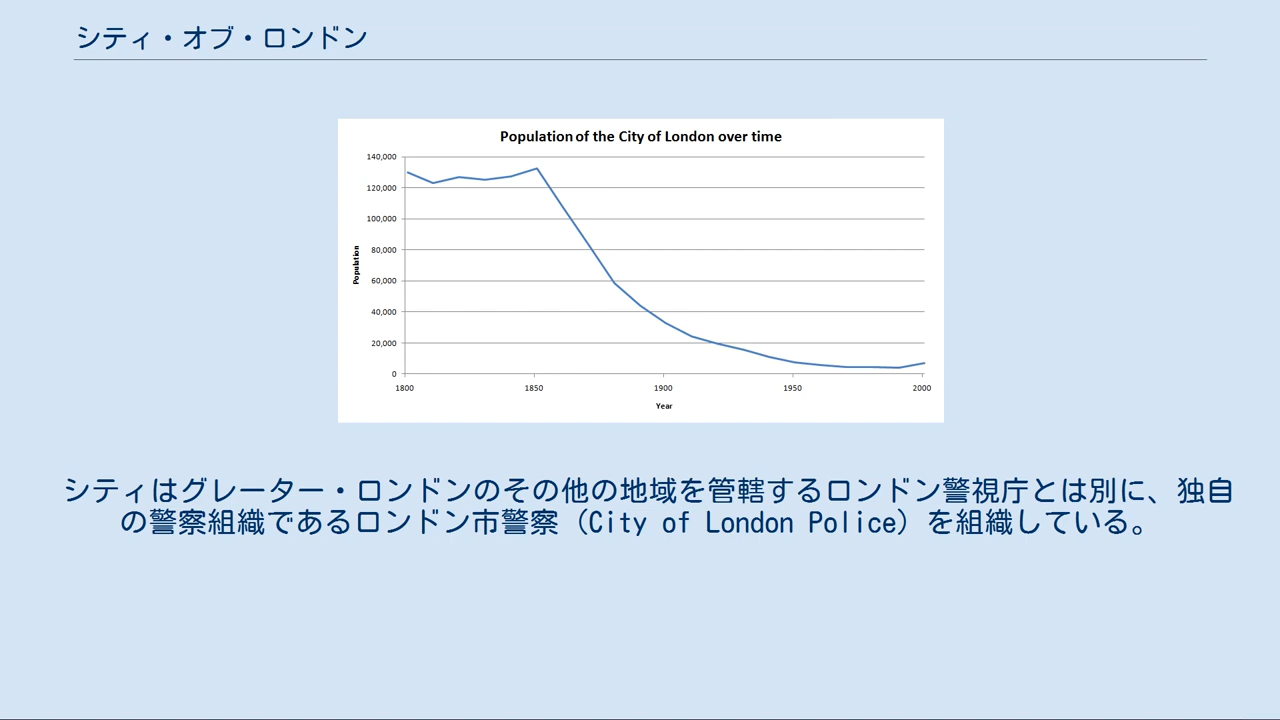 シティ・オブ・ロンドン
Population of the City of London over time
140,000
120,000
100,000
80,000
60,000
40,000
20,000
0
Population
1800 1850 1900 1950 2000
Year
シティはグレーター・ロンドンのその他の地域を管轄するロンドン警視庁とは別に、独自
の警察組織であるロンドン市警察（City of London Police）を組織している。